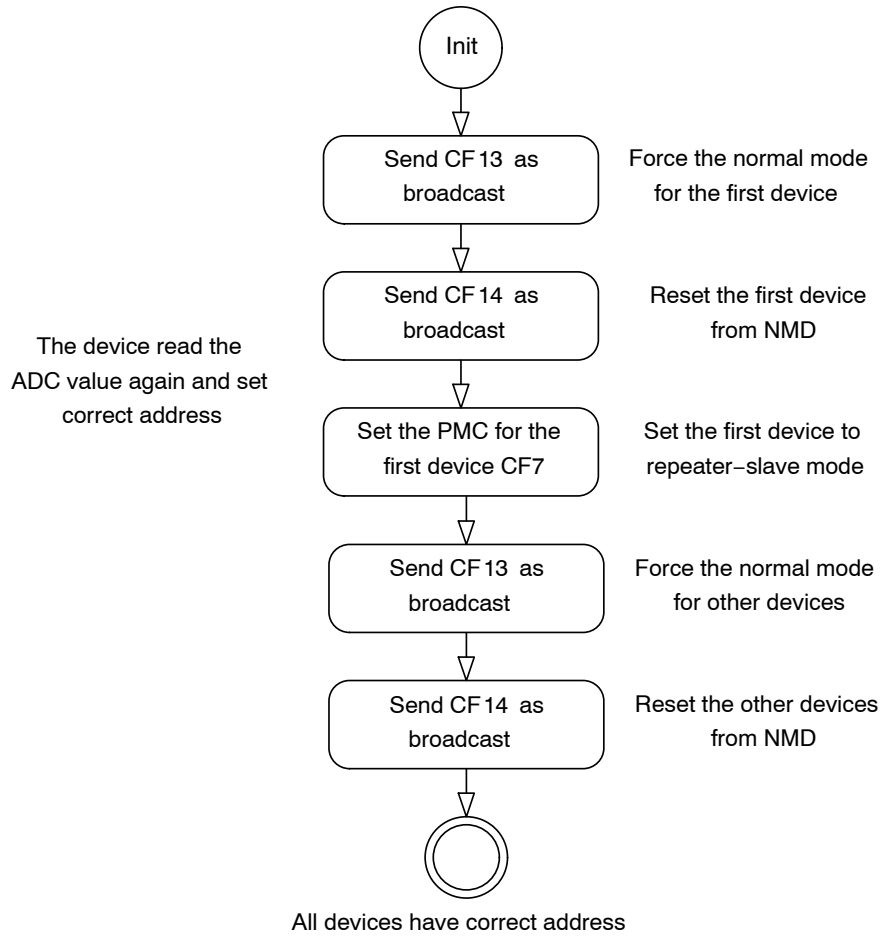 Init
Send CF13 as
broadcast
Force the normal mode
for the first device
Send CF14 as
broadcast
Reset the first device
from NMD
The device read the
ADC value again and set
correct address
Set the PMC for the
first device CF7
Set the first device to
repeater−slave mode
Send CF13 as
broadcast
Force the normal mode
for other devices
Send CF14 as
broadcast
Reset the other devices
from NMD
All devices have correct address